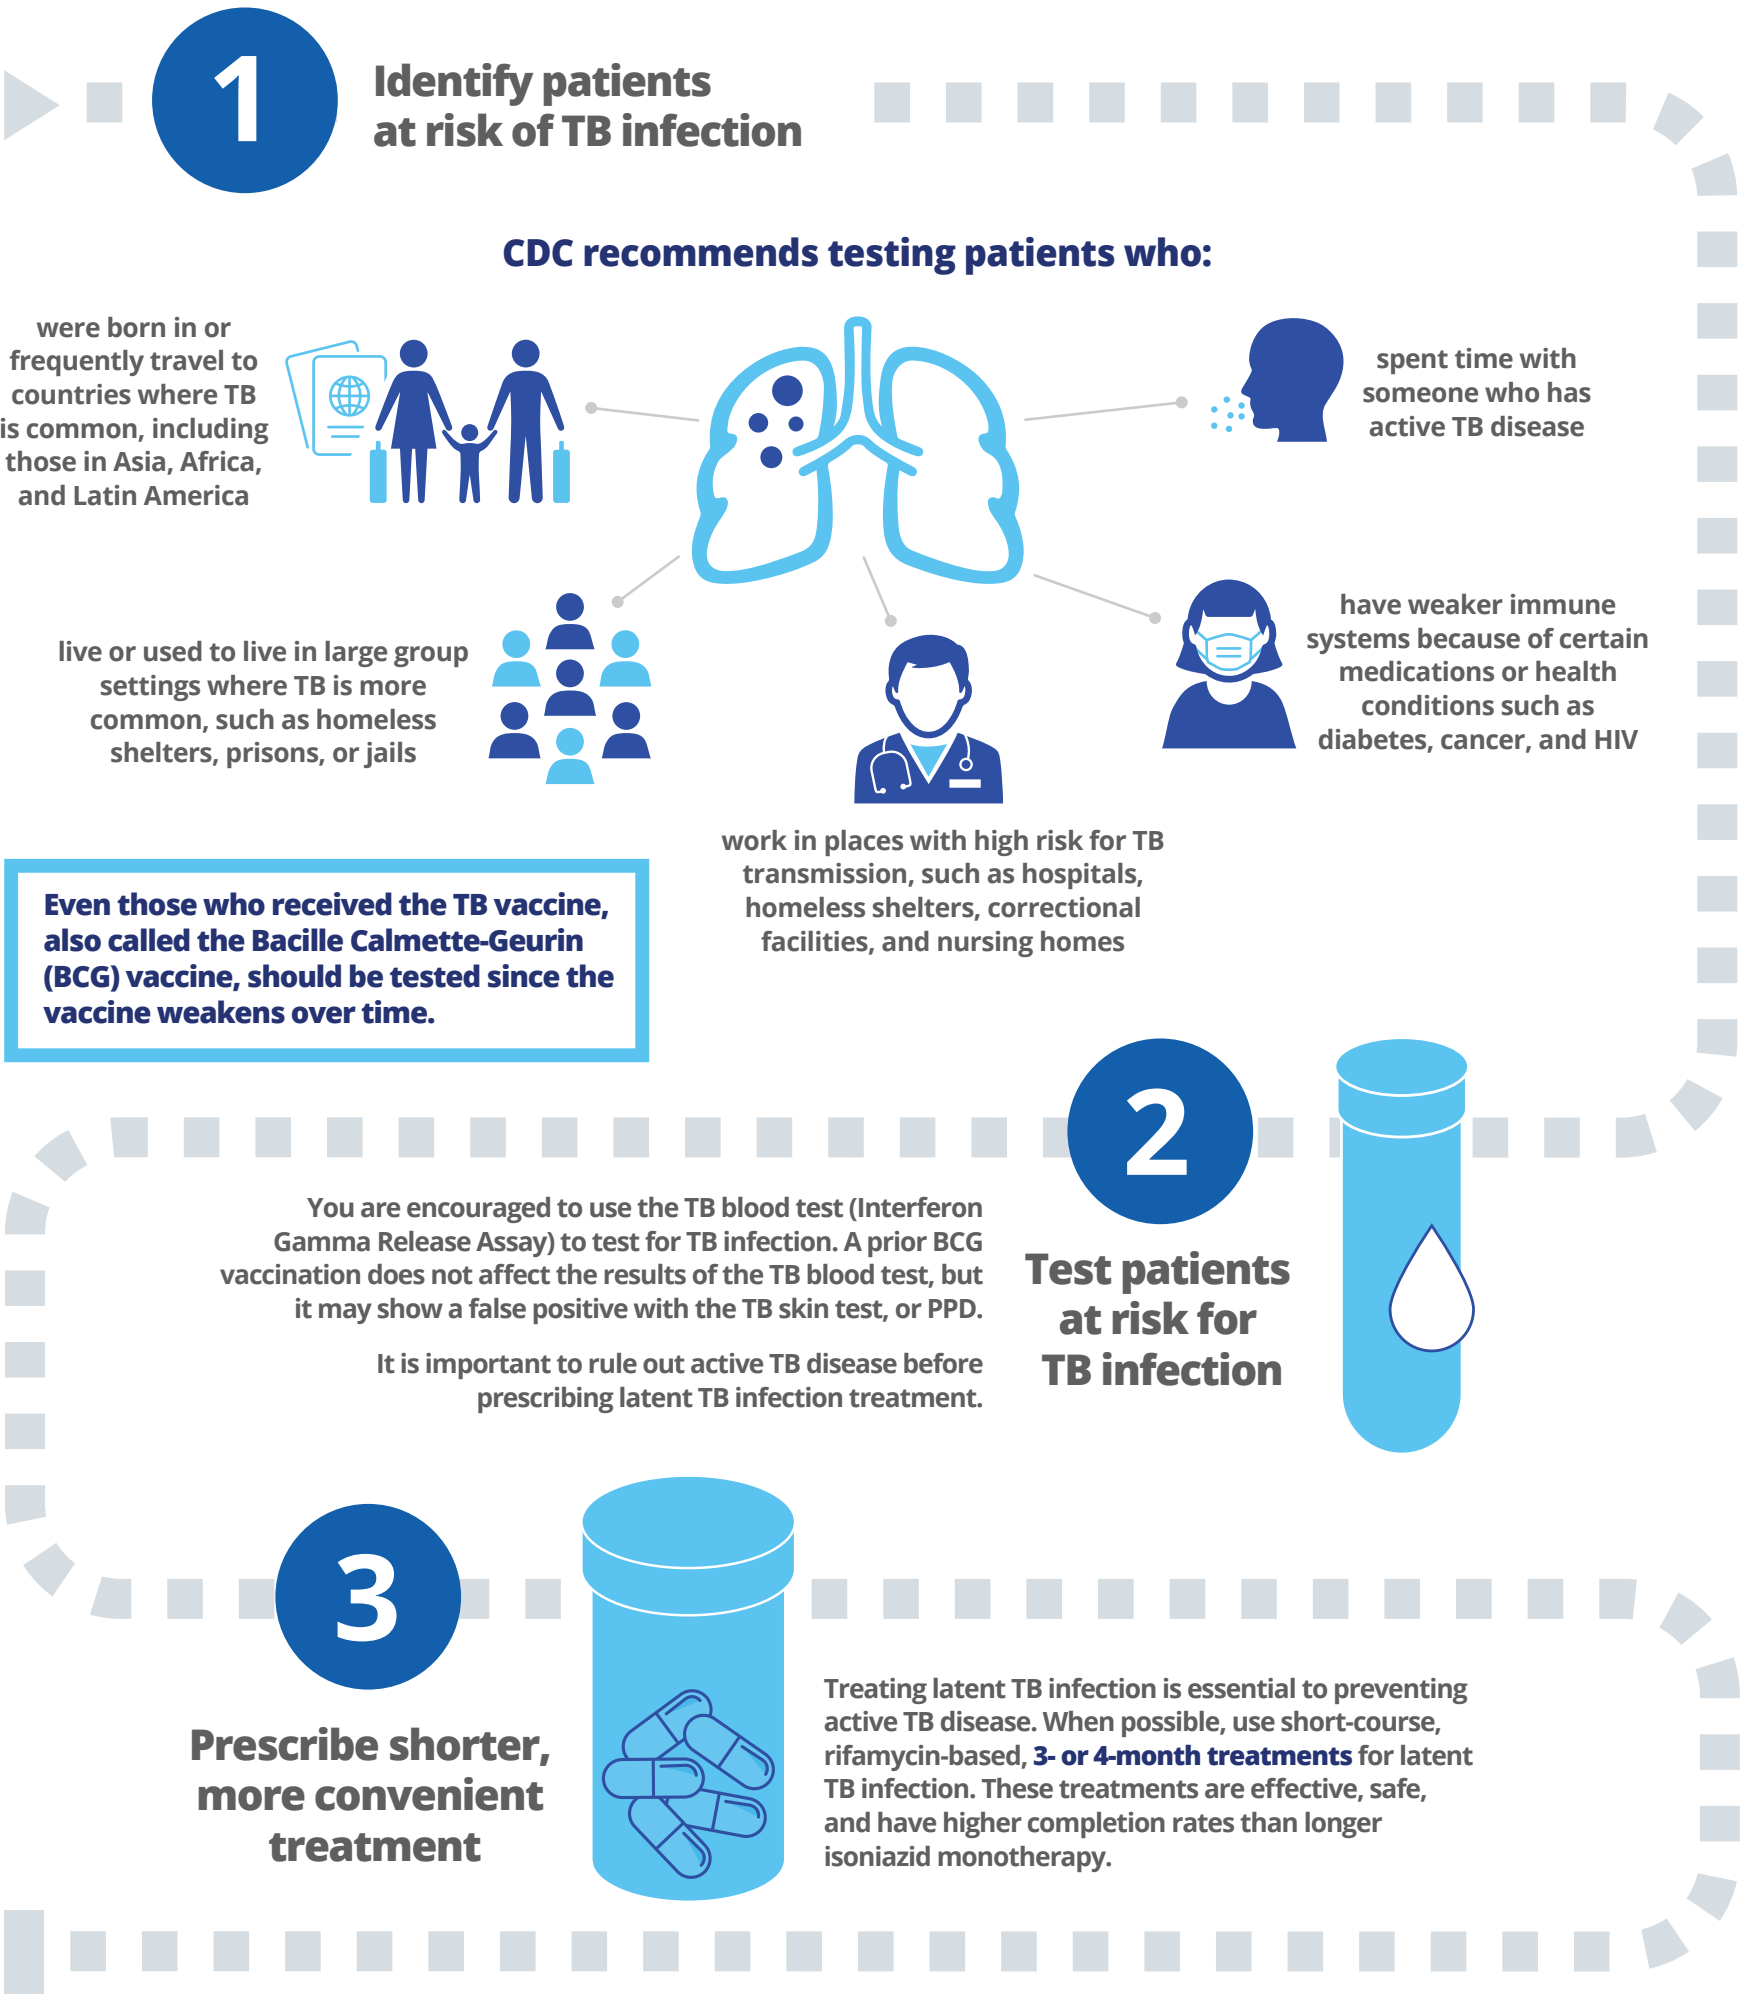 1
Identify patients
at risk of TB infection
CDC recommends testing patients who:
were born in or
frequently travel to
countries where TB
is common, including
those in Asia, Africa,
and Latin America
spent time with
someone who has
active TB disease
live or used to live in large group
settings where TB is more
common, such as homeless
shelters, prisons, or jails
have weaker immune
systems because of certain
medications or health
conditions such as
diabetes, cancer, and HIV
work in places with high risk for TB
transmission, such as hospitals,
homeless shelters, correctional
facilities, and nursing homes
Even those who received the TB vaccine,
also called the Bacille Calmette-Geurin
(BCG) vaccine, should be tested since the
vaccine weakens over time.
2
Test patients
at risk for
TB infection
You are encouraged to use the TB blood test (Interferon
Gamma Release Assay) to test for TB infection. A prior BCG
vaccination does not affect the results of the TB blood test, but
it may show a false positive with the TB skin test, or PPD.
It is important to rule out active TB disease before
prescribing latent TB infection treatment.
3
Prescribe shorter,
more convenient
treatment
Treating latent TB infection is essential to preventing
active TB disease. When possible, use short-course,
rifamycin-based, 3- or 4-month treatments for latent
TB infection. These treatments are effective, safe,
and have higher completion rates than longer
isoniazid monotherapy.